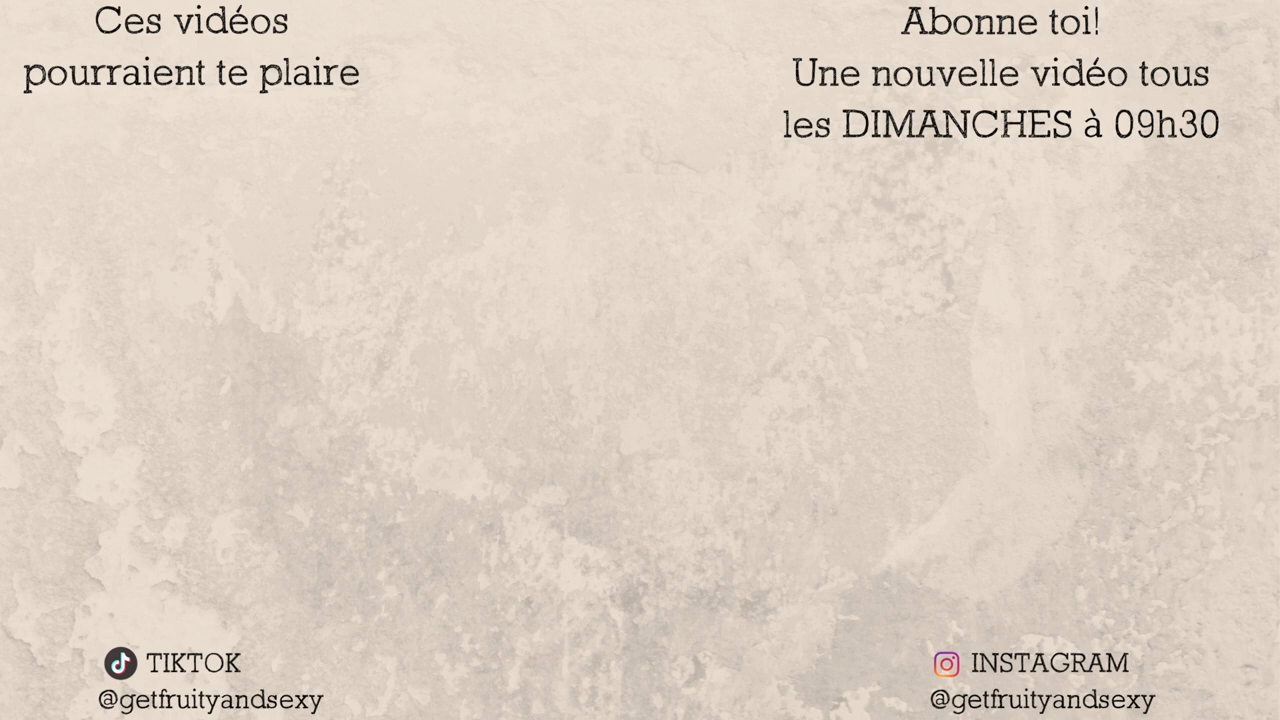 Ces vidéos
pourraient te plaire
Abonne toi!
Une nouvelle vidéo tous
les DIMANCHES à 09h30
TIKTOK
@getfruityandsexy
INSTAGRAM
@getfruityandsexy